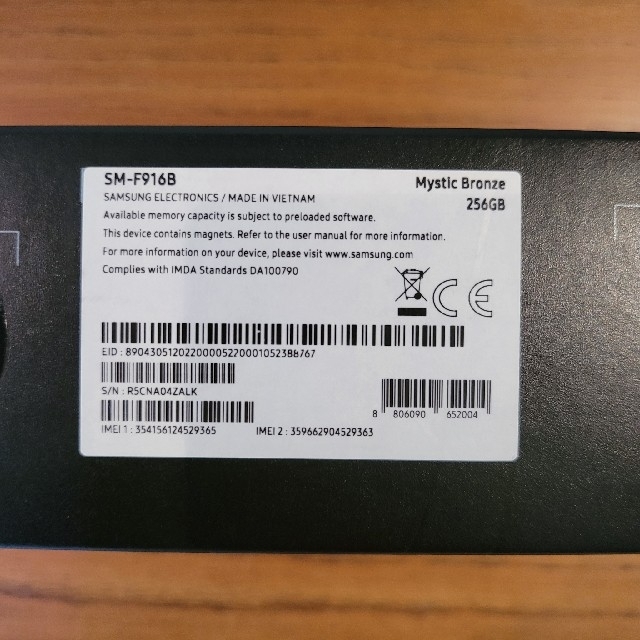 SM-F916B
Mystic Bronze
SAMSUNG ELECTRONICS / MADE IN VIETNAM
256GB
Available memory capacity is subject to preloaded software.
This device contains magnets. Refer to the user manual for more information.
For more information on your device, please visit www.samsung.com
Complies with IMDA Standards DA100790
CE
EID : 890430512022000052270001052388767
S/N : R5CNA04ZALK
8 806090 652004
IMEI 1 : 354156124529365 IMEI 2 : 359662904529363